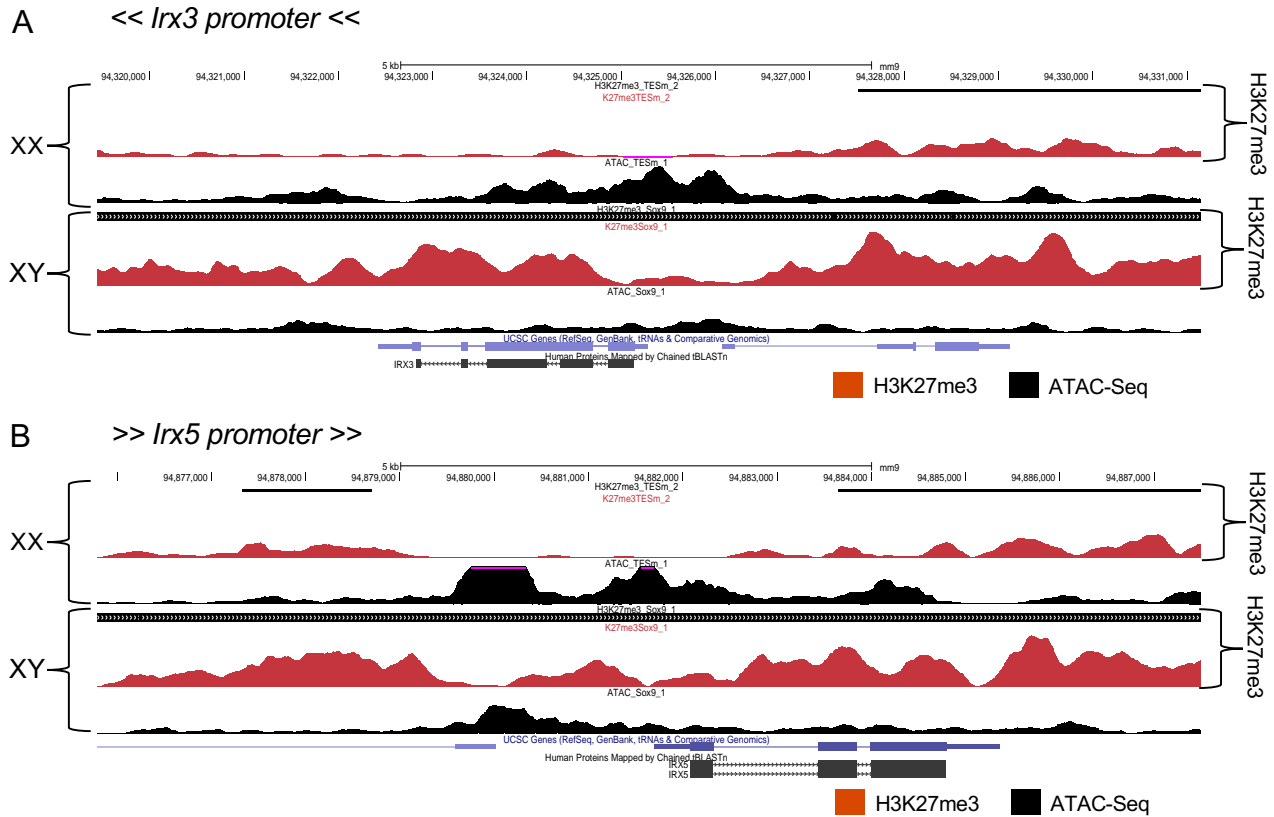 A << Irx3 promoter <<
5 kb mm9
94,320,000 94,321,000 94,322,000 94,323,000 94,324,000 94,325,000 94,326,000 94,327,000 94,328,000 94,329,000 94,330,000 94,331,000
H3K27me3_TESm_2
K27me3TESm_2
XX
H3K27me3
ATAC_TESm_1
H3K27me3_Sox9_1
K27me3Sox9_1
XY
H3K27me3
ATAC_Sox9_1
UCSC Genes (RefSeq, GenBank, tRNAs & Comparative Genomics)
Human Proteins Mapped by Chained tBLASTn
IRX3
H3K27me3 ATAC-Seq
B >> Irx5 promoter >>
5 kb mm9
94,877,000 94,878,000 94,879,000 94,880,000 94,881,000 94,882,000 94,883,000 94,884,000 94,885,000 94,886,000 94,887,000
H3K27me3_TESm_2
K27me3TESm_2
XX
H3K27me3
ATAC_TESm_1
H3K27me3_Sox9_1
K27me3Sox9_1
XY
H3K27me3
ATAC_Sox9_1
UCSC Genes (RefSeq, GenBank, tRNAs & Comparative Genomics)
Human Proteins Mapped by Chained tBLASTn
IRX5
IRX5
H3K27me3 ATAC-Seq